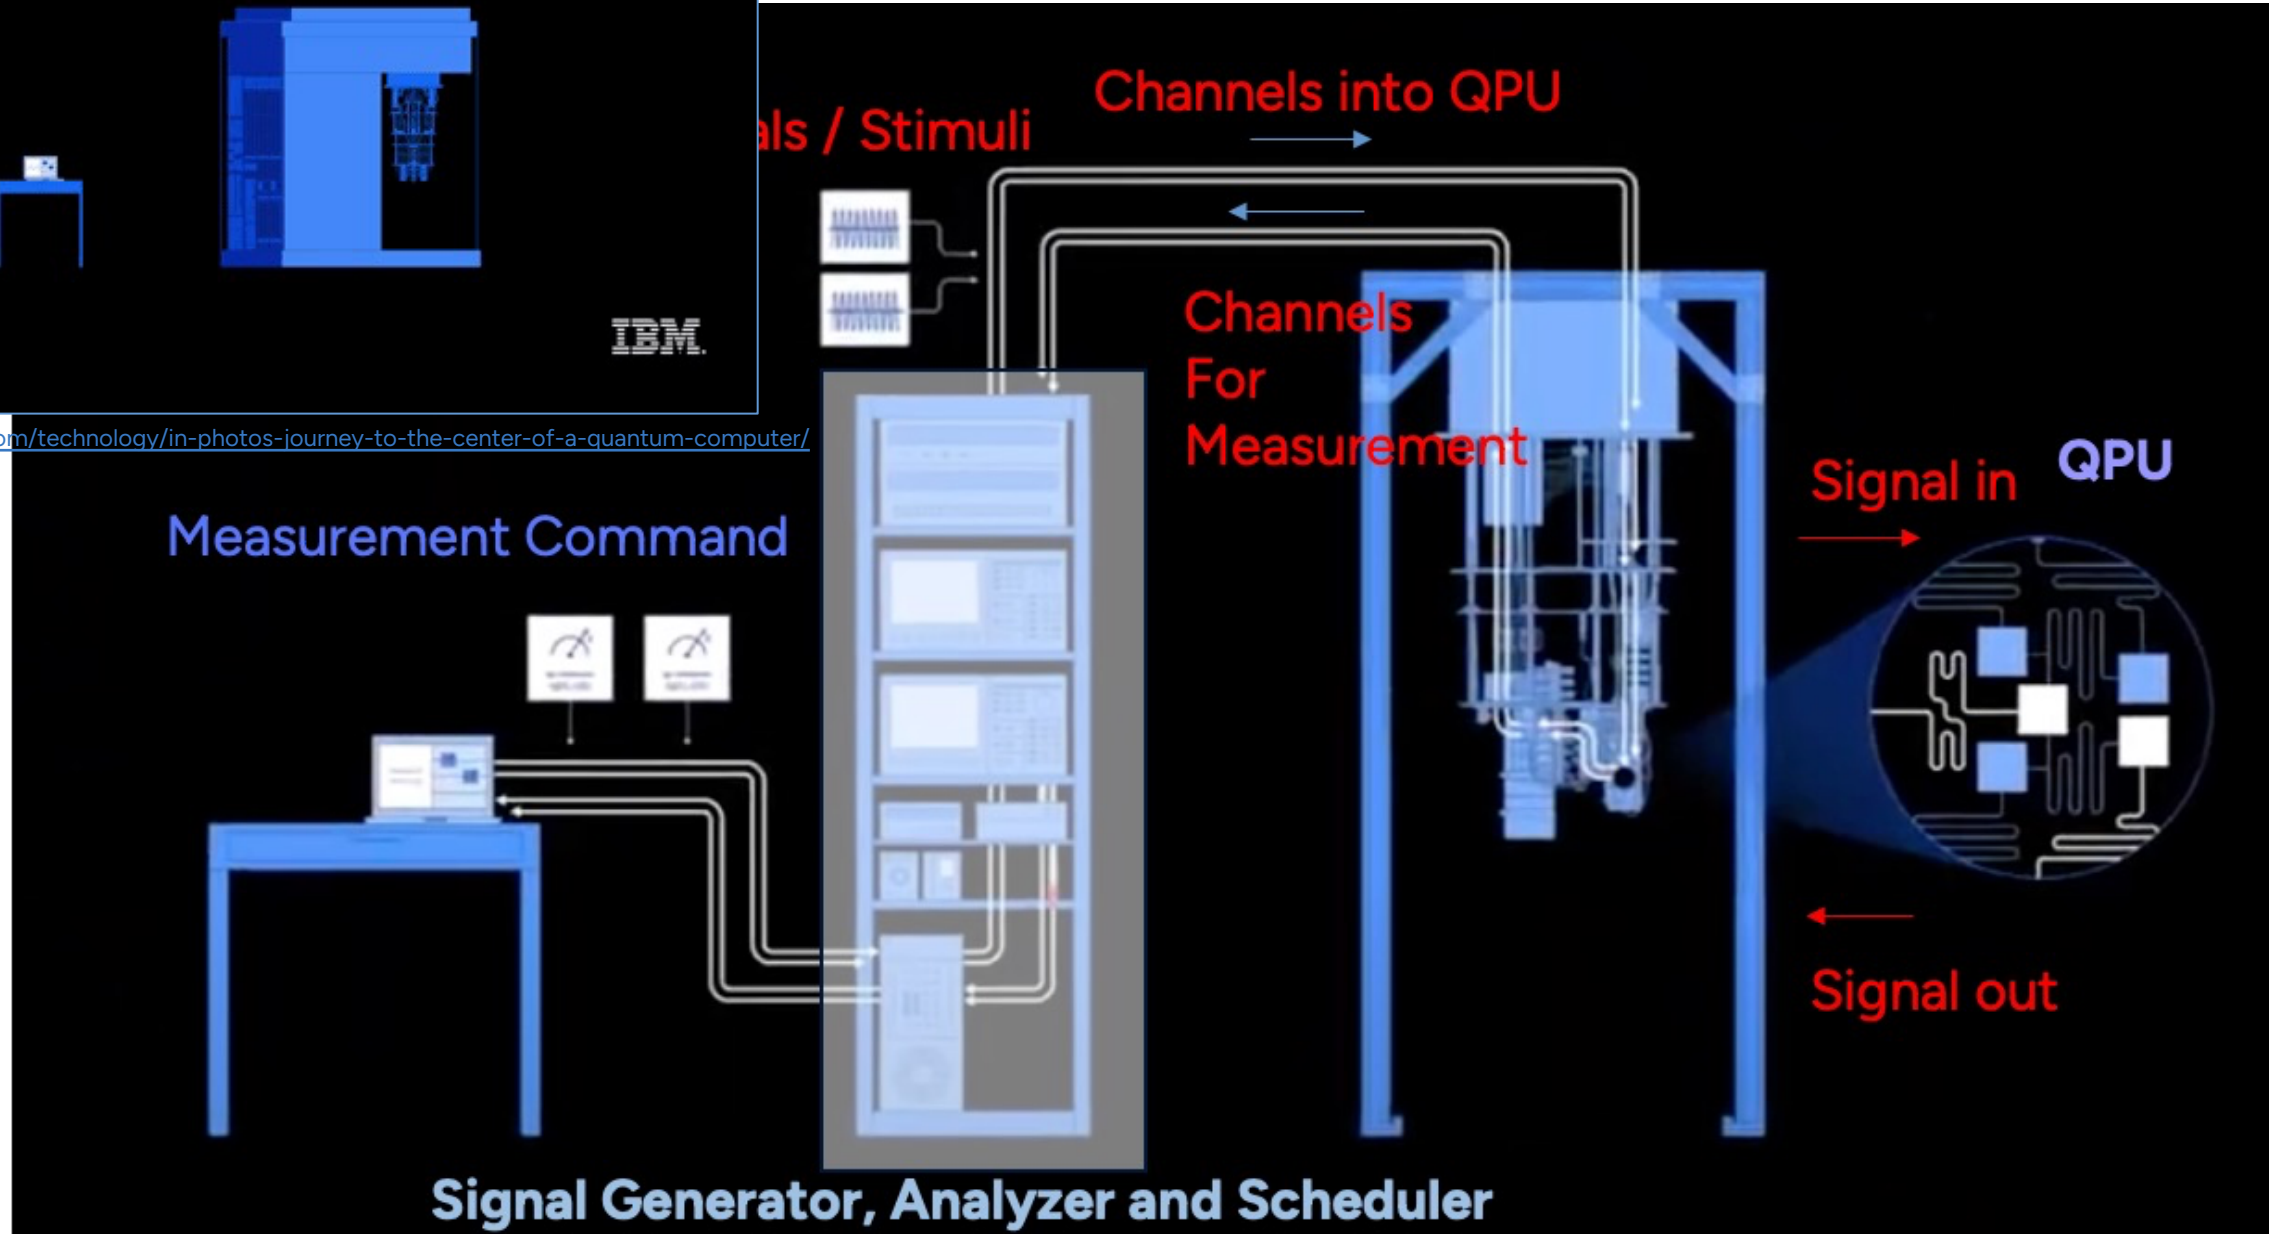 Channels into QPU
als / Stimuli
Channels
For
Measurement
IBM.
om/technology/in-photos-journey-to-the-center-of-a-quantum-computer/
Signal in
QPU
Measurement Command
Signal out
Signal Generator, Analyzer and Scheduler